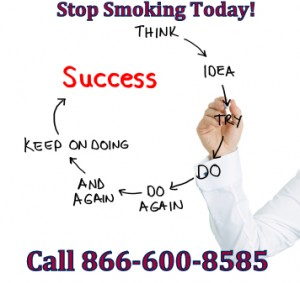 Stop Smoking Today!
THINK
IDEA
TRY
DO
DO
AGAIN
AND
AGAIN
KEEP ON DOING
Success
Call 866-600-8585